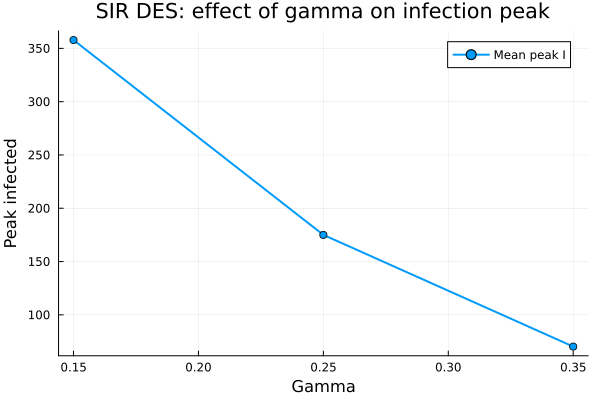 SIR DES: effect of gamma on infection peak
Mean peak I
Peak infected
350
300
250
200
150
100
0.15 0.20 0.25 0.30 0.35
Gamma